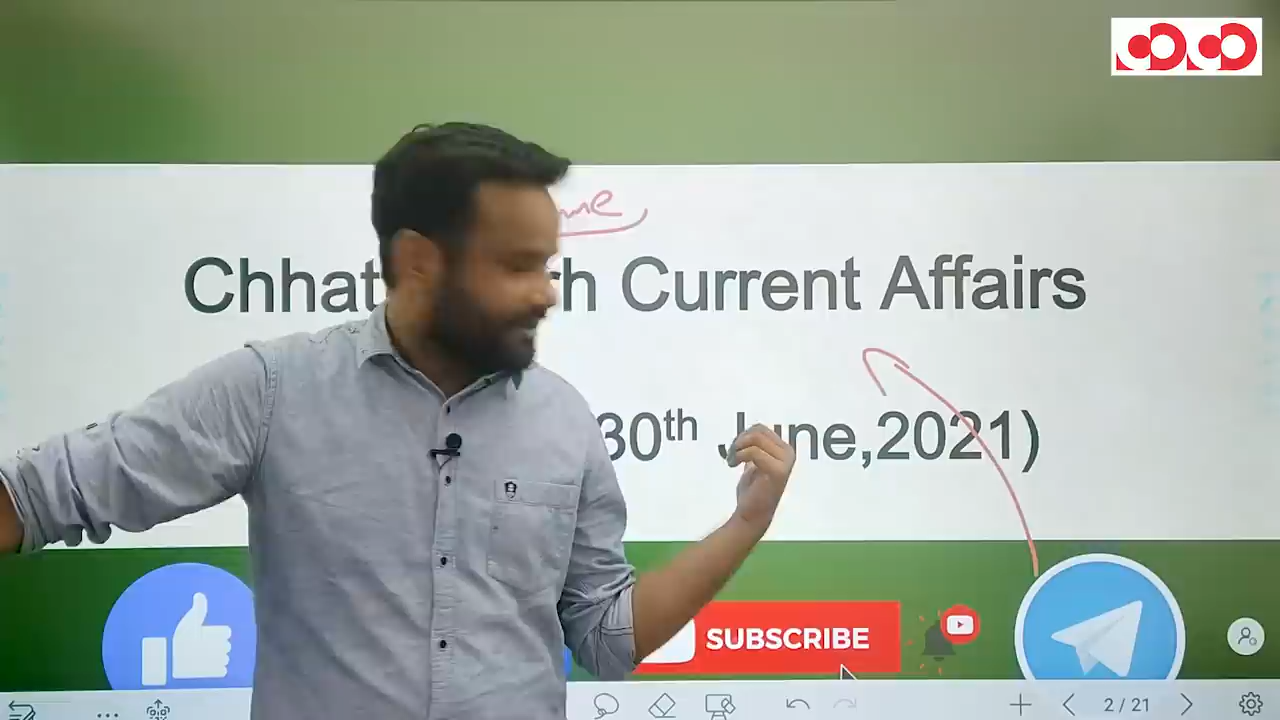 Chhat
h Current Affairs
30th June,2021)
SUBSCRIBE
2 / 21